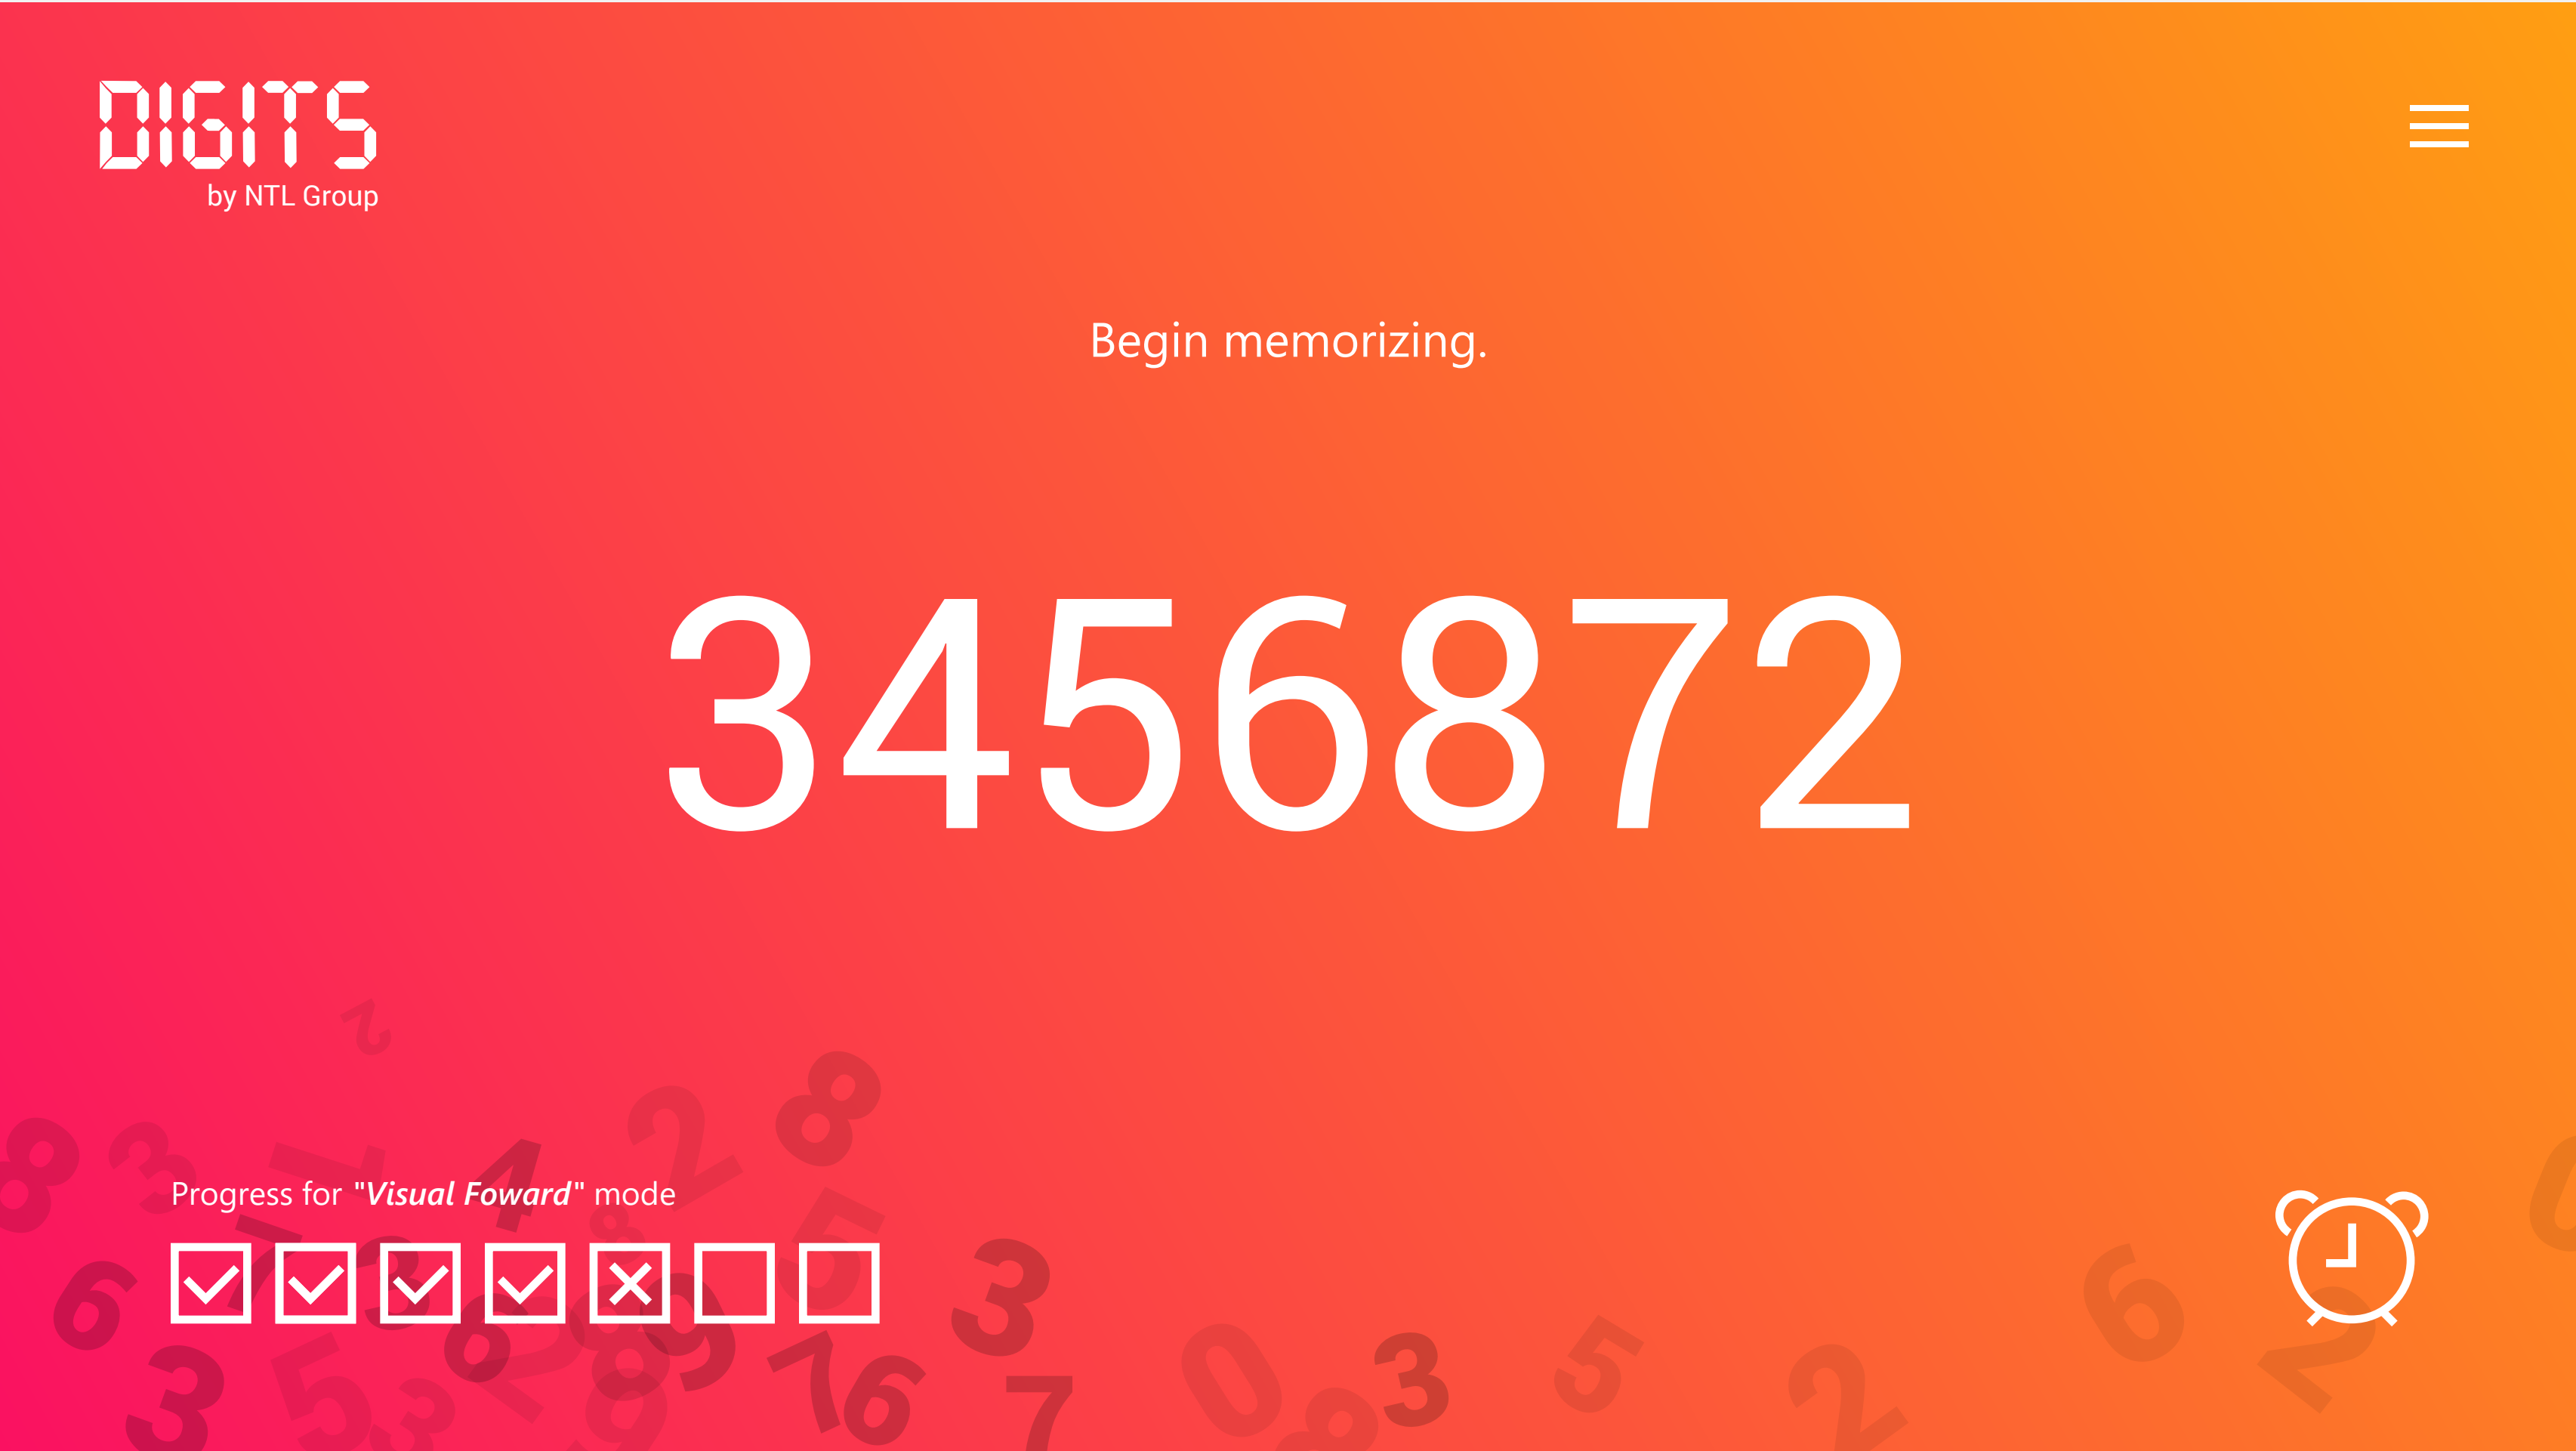 DIGITS
by NTL Group
Begin memorizing.
3456872
Progress for "Visual Foward" mode